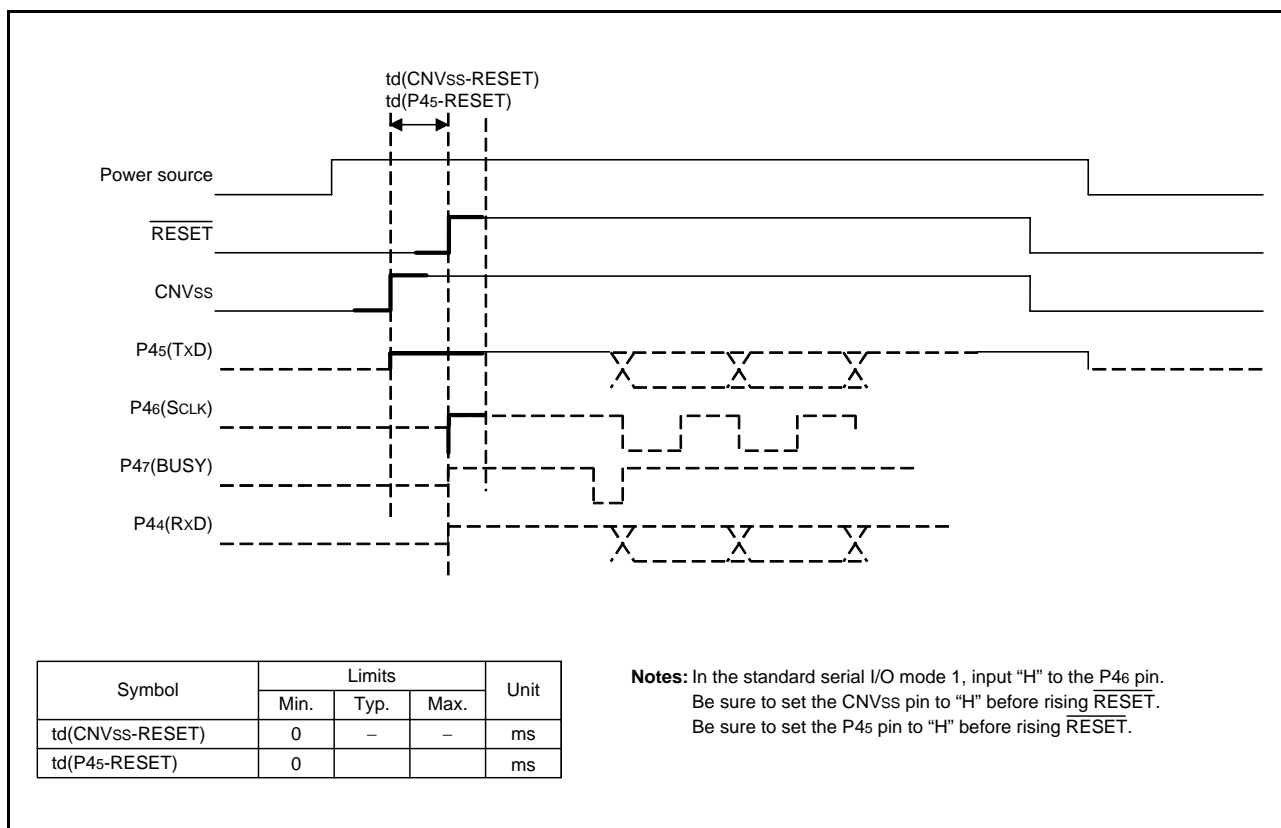 td(CNVss-RESET)
td(P45-RESET)
Power source
RESET
CNVss
P45(TxD)
P46(SCLK)
P47(BUSY)
P44(RxD)
Symbol Limits Unit
Min. Typ. Max.
td(CNVss-RESET) 0 – – ms
td(P45-RESET) 0 ms
Notes: In the standard serial I/O mode 1, input “H” to the P46 pin.
Be sure to set the CNVss pin to “H” before rising RESET.
Be sure to set the P45 pin to “H” before rising RESET.